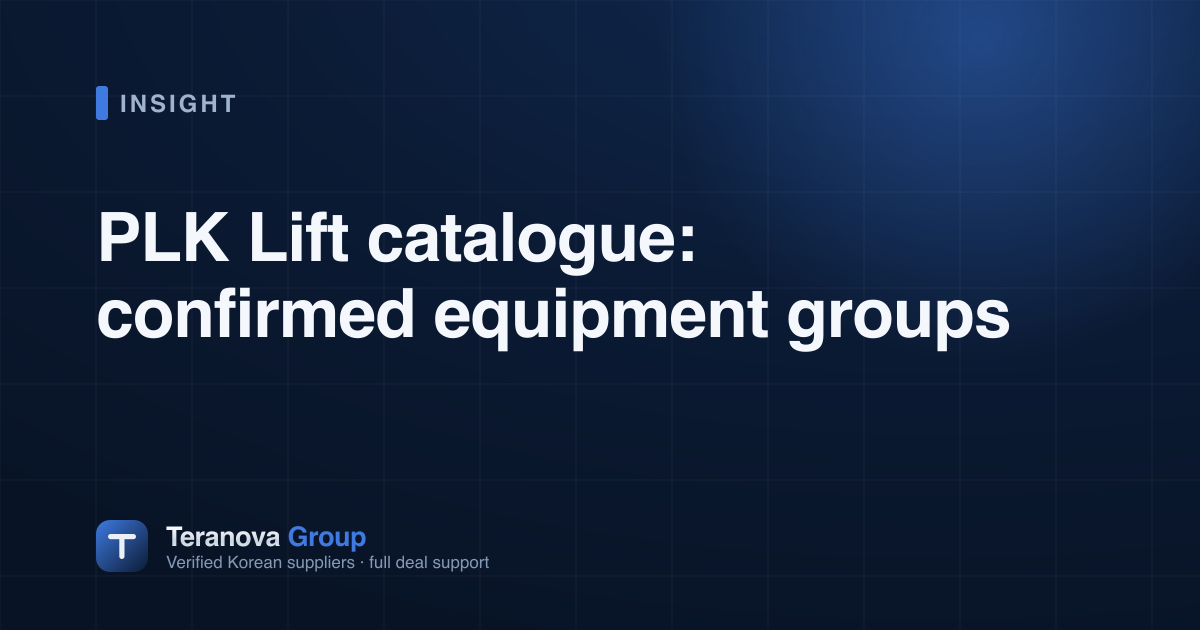 INSIGHT
PLK Lift catalogue:
confirmed equipment groups
T
Teranova Group
Verified Korean suppliers · full deal support